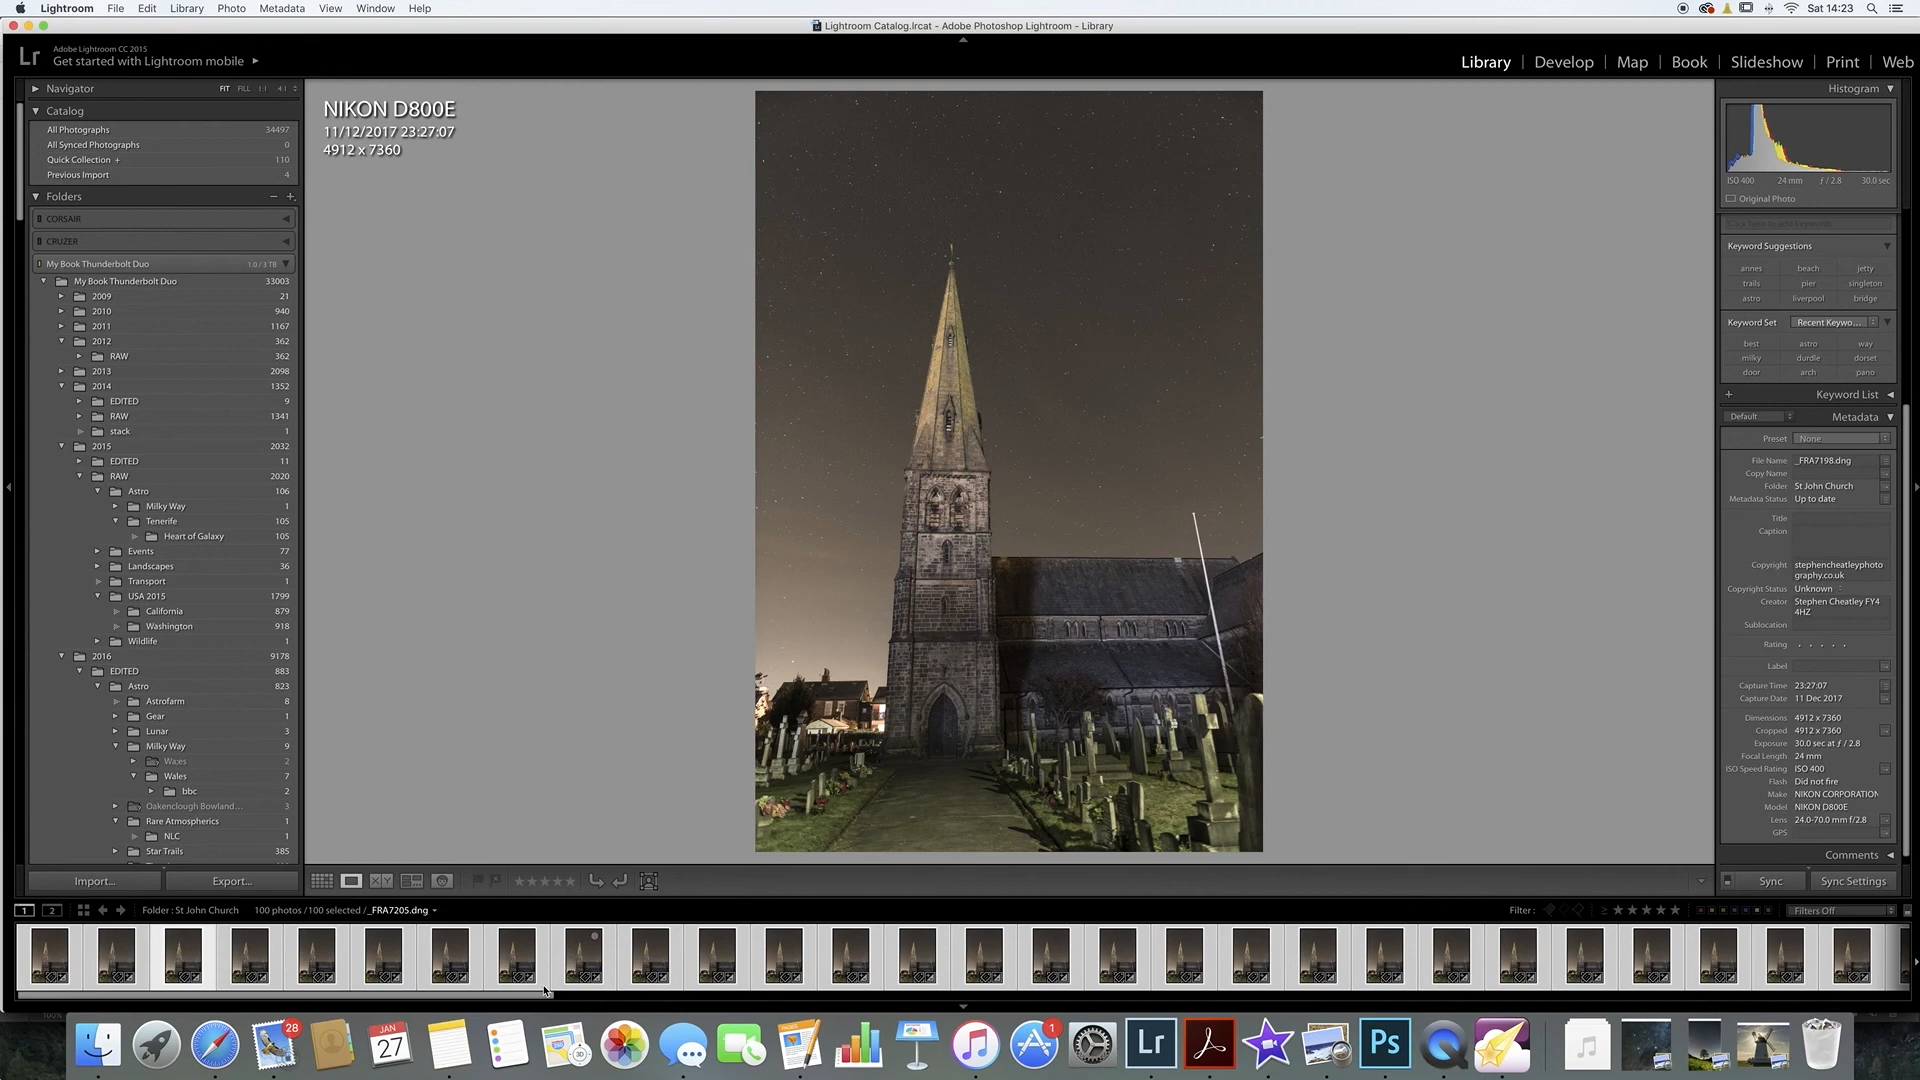 Lightroom File Edit Library Photo Metadata View Window Help
Sat 14:23
Lightroom Catalog.lrcat - Adobe Photoshop Lightroom - Library
Lr
Adobe Lightroom CC 2015
Get started with Lightroom mobile
Library | Develop | Map | Book | Slideshow | Print | Web
Navigator FIT FILL 1:1 4:1
Catalog
All Photographs 34497
All Synced Photographs 0
Quick Collection + 110
Previous Import 4
Folders
CORSAIR
CRUZER
My Book Thunderbolt Duo 1.0 / 3 TB
My Book Thunderbolt Duo 33003
2009 21
2010 940
2011 1167
2012 362
RAW 362
2013 2098
2014 1352
EDITED 9
RAW 1341
stack 1
2015 2032
EDITED 11
RAW 2020
Astro 106
Milky Way 1
Tenerife 105
Heart of Galaxy 105
Events 77
Landscapes 36
Transport 1
USA 2015 1799
California 879
Washington 918
Wildlife 1
2016 9178
EDITED 883
Astro 823
Astrofarm 8
Gear 1
Lunar 3
Milky Way 9
2
Wales 7
bbc 2
Oakenclough Bowland... 3
Rare Atmospherics 1
NLC 1
Star Trails 385
Import... Export...
NIKON D800E
11/12/2017 23:27:07
4912 x 7360
Histogram
ISO 400 24 mm ƒ / 2.8 30.0 sec
Original Photo
Keyword Suggestions
annes beach jetty
trails pier singleton
astro liverpool bridge
Keyword Set Recent Keywo...
best astro way
milky durdle dorset
door arch pano
Keyword List
Default Metadata
Preset None
File Name _FRA7198.dng
Copy Name
Folder St John Church
Metadata Status Up to date
Title
Caption
Copyright stephencheatleyphoto
graphy.co.uk
Copyright Status Unknown
Creator Stephen Cheatley FY4
4HZ
Sublocation
Rating
Label
Capture Time 23:27:07
Capture Date 11 Dec 2017
Dimensions 4912 x 7360
Cropped 4912 x 7360
Exposure 30.0 sec at ƒ / 2.8
Focal Length 24 mm
ISO Speed Rating ISO 400
Flash Did not fire
Make NIKON CORPORATION
Model NIKON D800E
Lens 24.0-70.0 mm f/2.8
GPS
Comments
Sync Sync Settings
1 2 Folder : St John Church 100 photos / 100 selected / _FRA7205.dng
Filter : Filters Off
28
JAN
27
PAGES
3D
1
Lr
Ps